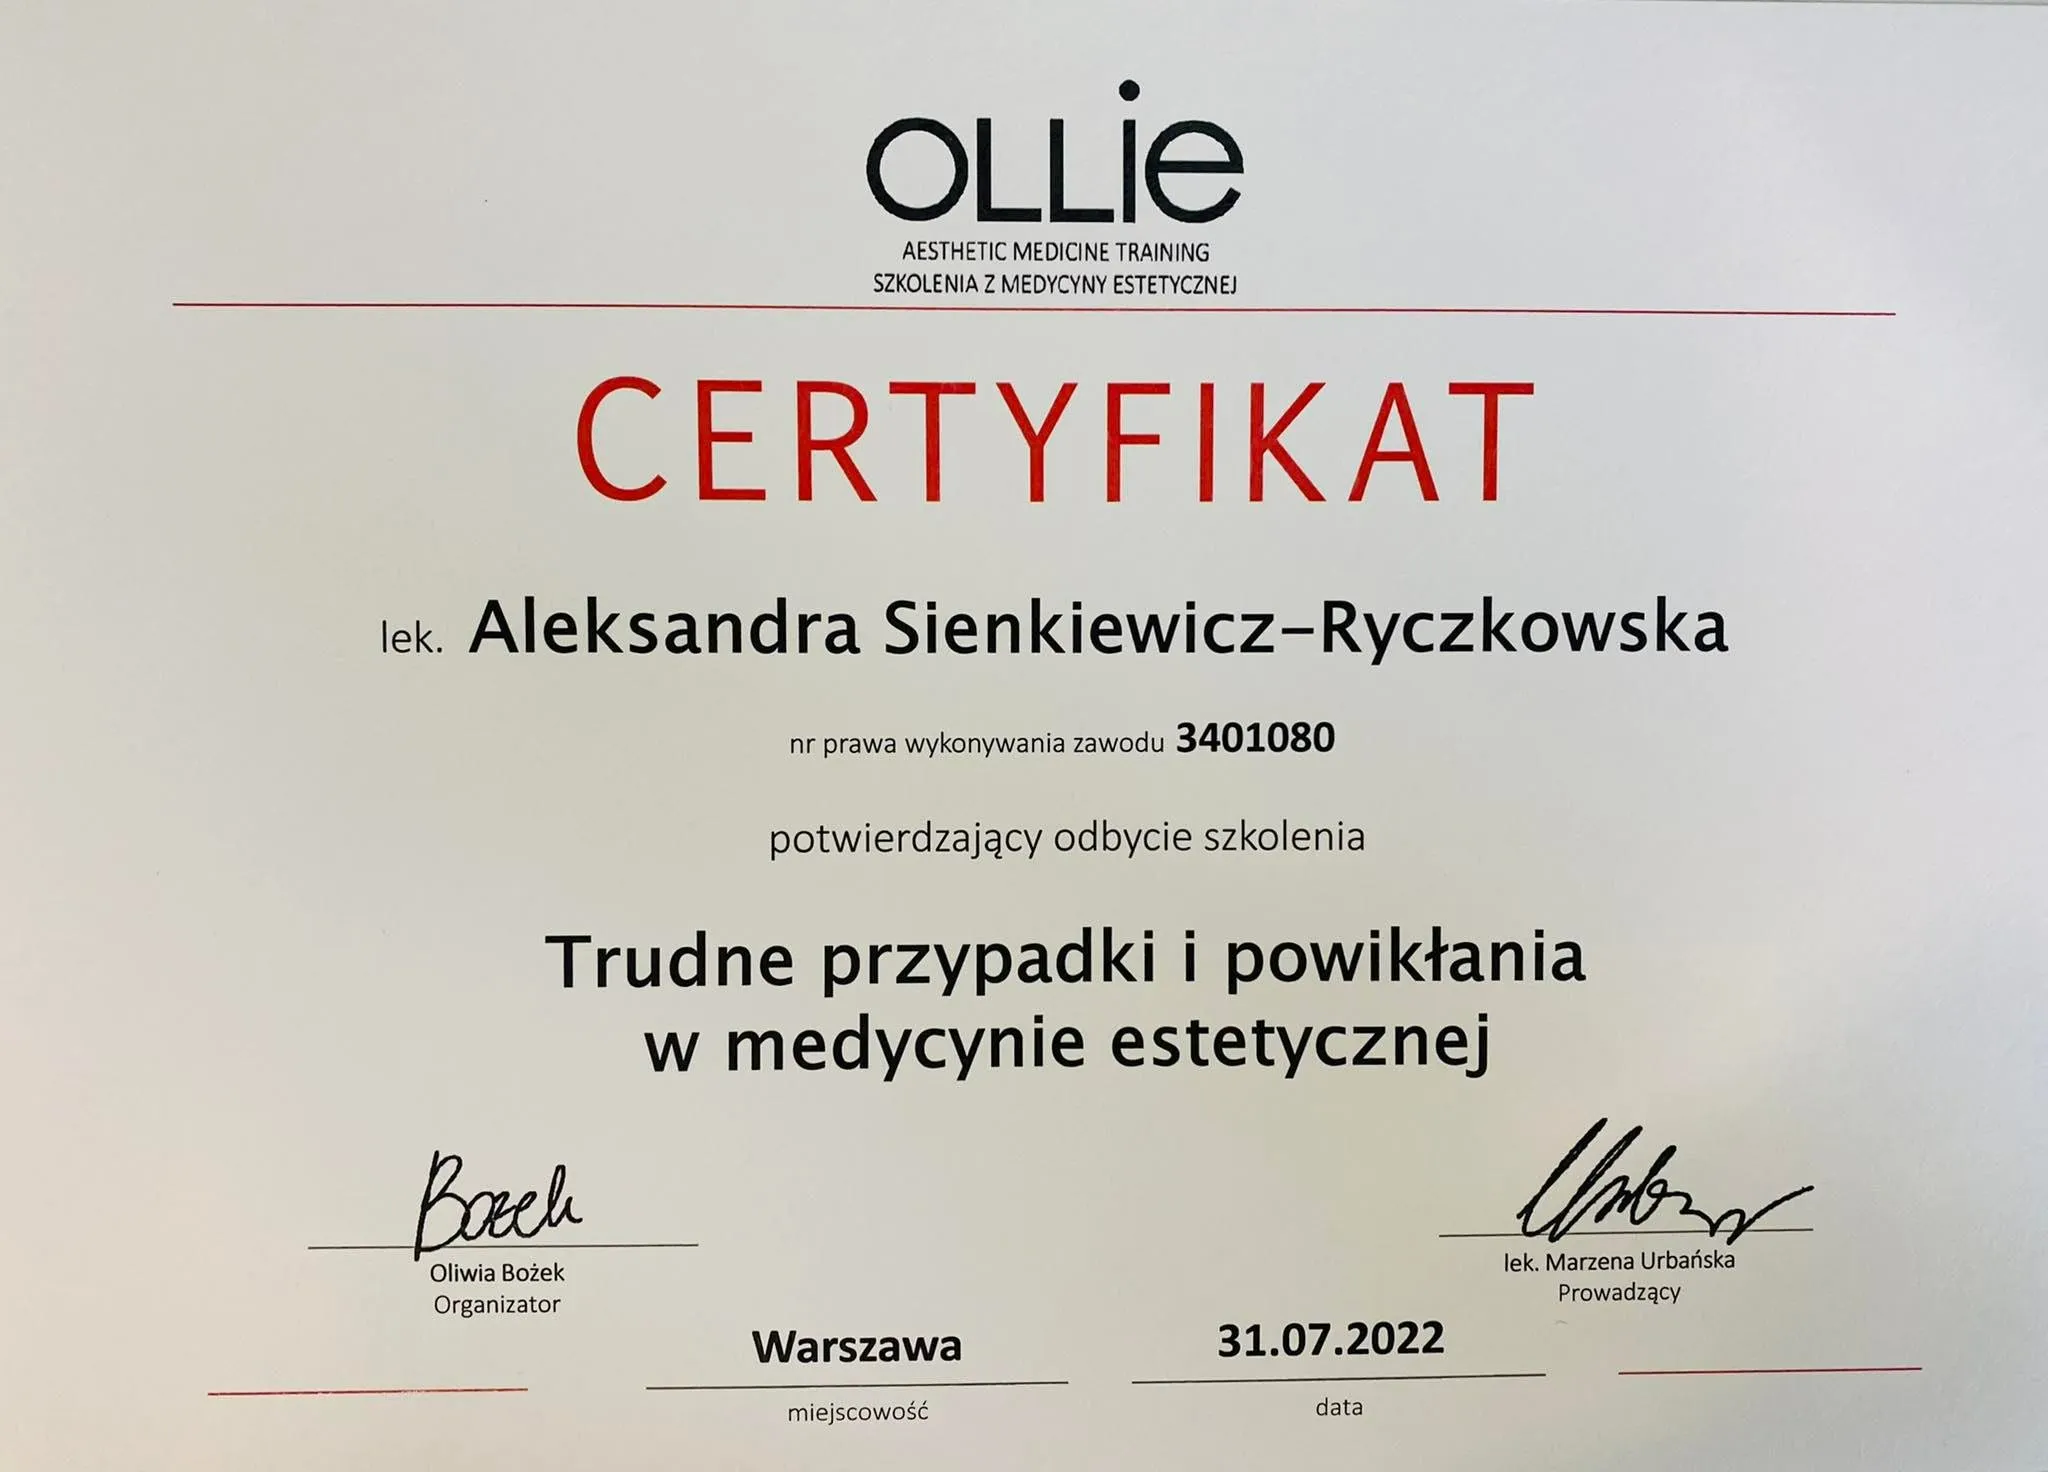 OLLie
AESTHETIC MEDICINE TRAINING
SZKOLENIA Z MEDYCYNY ESTETYCZNEJ
CERTYFIKAT
lek. Aleksandra Sienkiewicz-Ryczkowska
nr prawa wykonywania zawodu 3401080
potwierdzający odbycie szkolenia
Trudne przypadki i powikłania
w medycynie estetycznej
Bożek
Oliwia Bożek
Organizator
lek. Marzena Urbańska
Prowadzący
Warszawa
miejscowość
31.07.2022
data